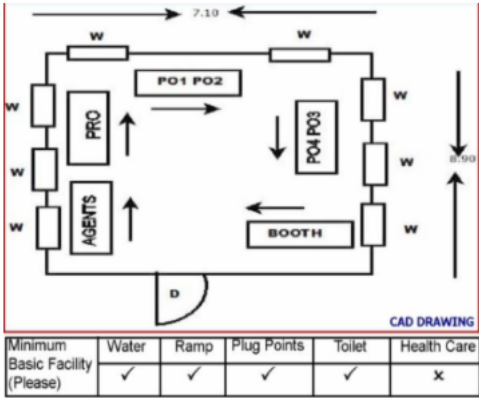 7.10
W
W
PO1 PO2
W
W
PRO
PO4 PO3
W
W
8.90
AGENTS
W
W
BOOTH
D
CAD DRAWING
Minimum Basic Facility (Please)
Water
Ramp
Plug Points
Toilet
Health Care
✓
✓
✓
✓
x